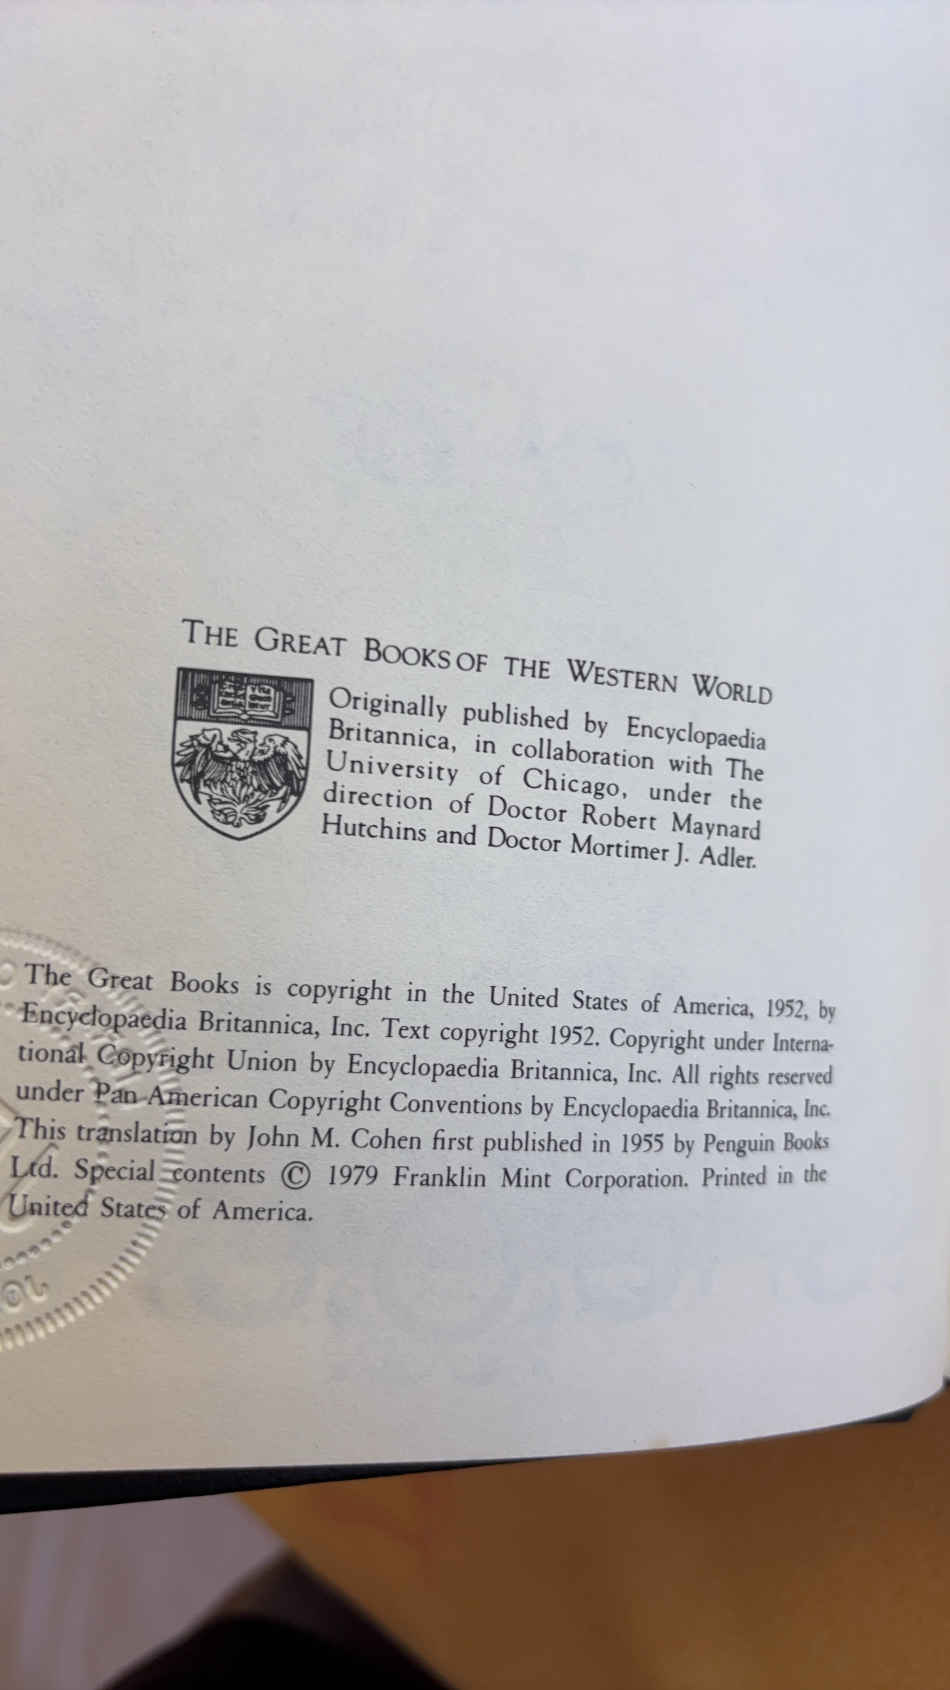 THE GREAT BOOKS OF THE WESTERN WORLD
Originally published by Encyclopaedia
Britannica, in collaboration with The
University of Chicago, under the
direction of Doctor Robert Maynard
Hutchins and Doctor Mortimer J. Adler.
The Great Books is copyright in the United States of America, 1952, by
Encyclopaedia Britannica, Inc. Text copyright 1952. Copyright under Interna-
tional Copyright Union by Encyclopaedia Britannica, Inc. All rights reserved
under Pan American Copyright Conventions by Encyclopaedia Britannica, Inc.
This translation by John M. Cohen first published in 1955 by Penguin Books
Ltd. Special contents © 1979 Franklin Mint Corporation. Printed in the
United States of America.